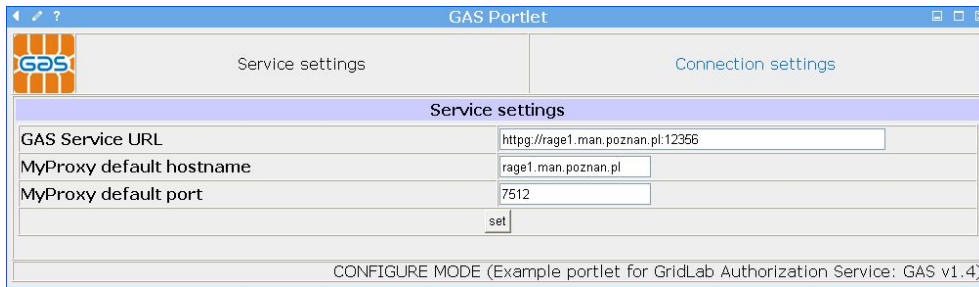 ? GAS Portlet
Gas Service settings Connection settings
Service settings
GAS Service URL httpg://rage1.man.poznan.pl:12356
MyProxy default hostname rage1.man.poznan.pl
MyProxy default port 7512
set
CONFIGURE MODE (Example portlet for GridLab Authorization Service: GAS v1.4)